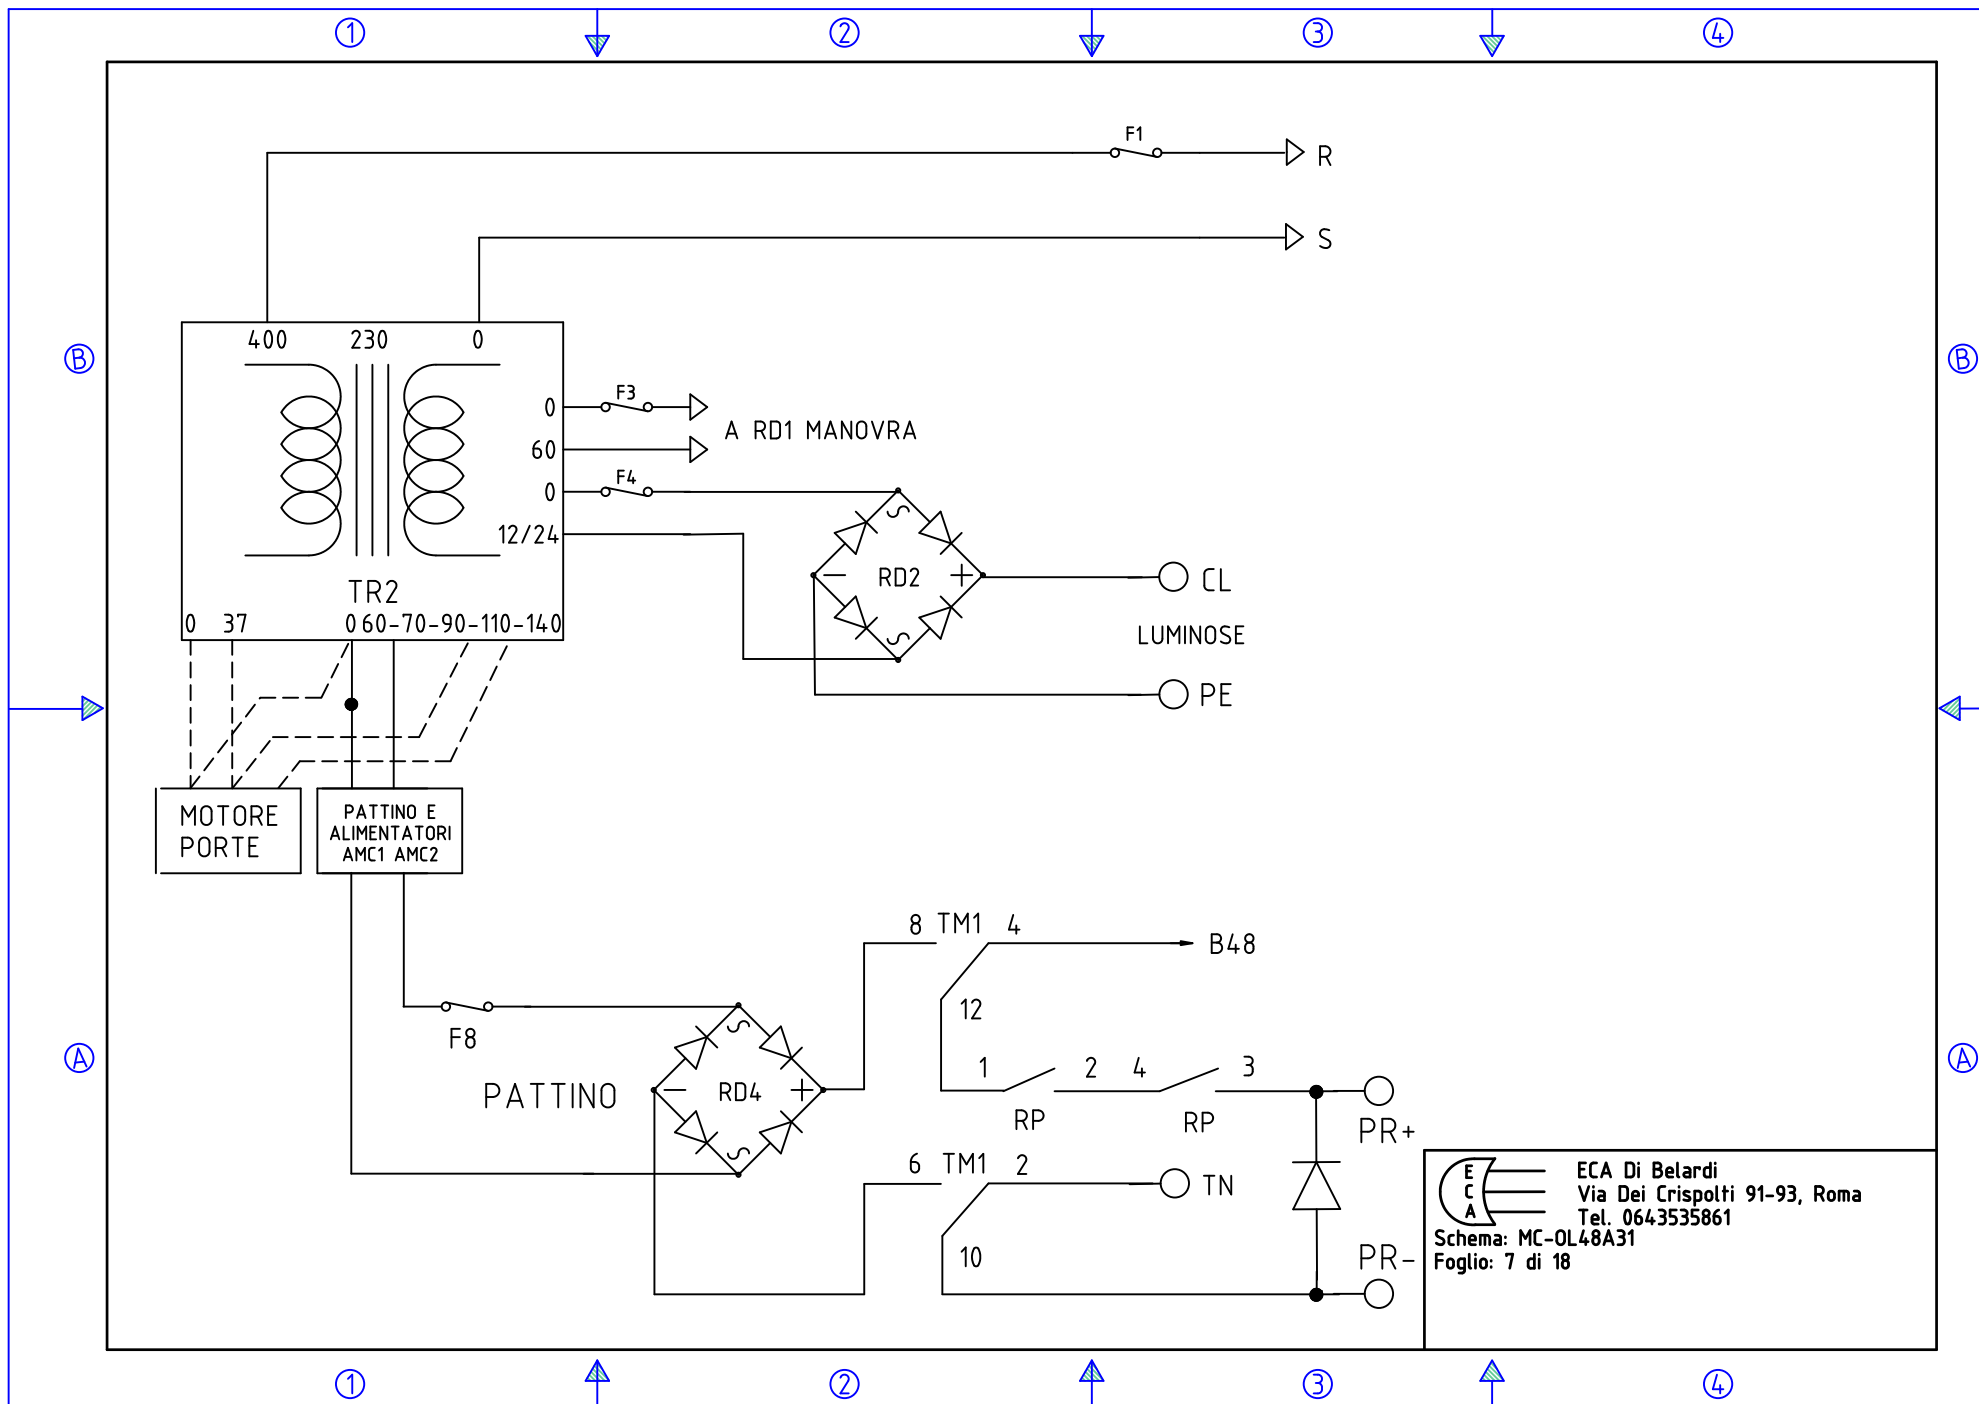 1 2 3 4
F1
R
S
B B
400 230 0
0 F3
A RD1 MANOVRA
60
0 F4
12/24
RD2
- +
CL
LUMINOSE
PE
TR2
0 37 0 60-70-90-110-140
MOTORE
PORTE
PATTINO E
ALIMENTATORI
AMC1 AMC2
8 TM1 4
B48
12
F8
A A
PATTINO
RD4
- +
1 2 4 3
RP RP
PR+
6 TM1 2
TN
10
PR-
E
C
A
ECA Di Belardi
Via Dei Crispolti 91-93, Roma
Tel. 0643535861
Schema: MC-OL48A31
Foglio: 7 di 18
1 2 3 4